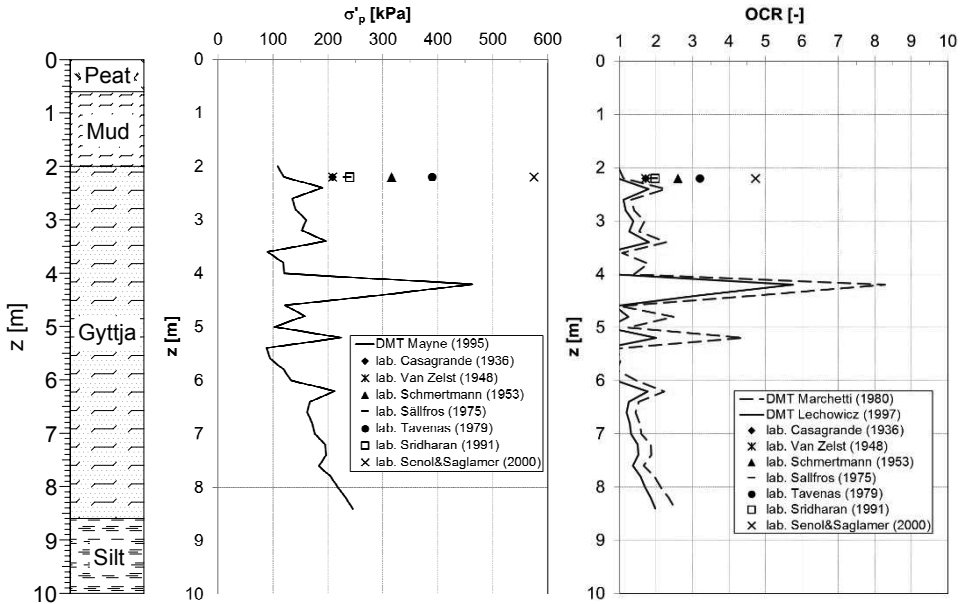 σ'p [kPa]
0 100 200 300 400 500 600
OCR [-]
1 2 3 4 5 6 7 8 9 10
0
1
2
3
4
5
6
7
8
9
10
z [m]
Peat
Mud
Gyttja
Silt
0
1
2
3
4
5
6
7
8
9
10
z [m]
DMT Mayne (1995)
lab. Casagrande (1936)
lab. Van Zelst (1948)
lab. Schmertmann (1953)
lab. Sällfros (1975)
lab. Tavenas (1979)
lab. Sridharan (1991)
lab. Senol&Saglamer (2000)
0
1
2
3
4
5
6
7
8
9
10
z [m]
DMT Marchetti (1980)
DMT Lechowicz (1997)
lab. Casagrande (1936)
lab. Van Zelst (1948)
lab. Schmertmann (1953)
lab. Sallfros (1975)
lab. Tavenas (1979)
lab. Sridharan (1991)
lab. Senol&Saglamer (2000)